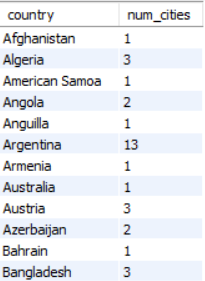 country num_cities
Afghanistan 1
Algeria 3
American Samoa 1
Angola 2
Anguilla 1
Argentina 13
Armenia 1
Australia 1
Austria 3
Azerbaijan 2
Bahrain 1
Bangladesh 3